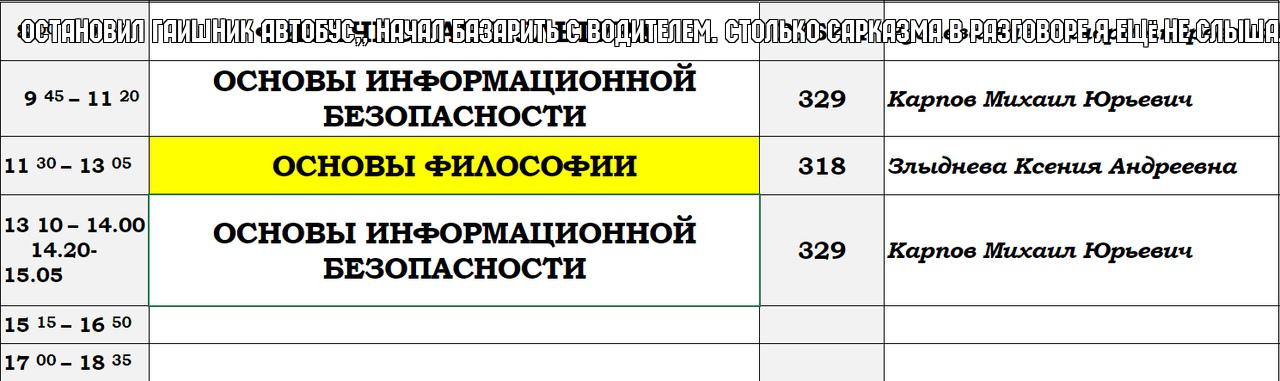 ОСТАНОВИЛ ГАИШНИК АВТОБУС,, НАЧАЛ БАЗАРИТЬ С ВОДИТЕЛЕМ. СТОЛЬКО САРКАЗМА В РАЗГОВОРЕ Я ЕЩЁ НЕ СЛЫША
9 45 – 11 20 ОСНОВЫ ИНФОРМАЦИОННОЙ БЕЗОПАСНОСТИ 329 Карпов Михаил Юрьевич
11 30 – 13 05 ОСНОВЫ ФИЛОСОФИИ 318 Злыднева Ксения Андреевна
13 10 – 14.00 14.20-15.05 ОСНОВЫ ИНФОРМАЦИОННОЙ БЕЗОПАСНОСТИ 329 Карпов Михаил Юрьевич
15 15 – 16 50
17 00 – 18 35